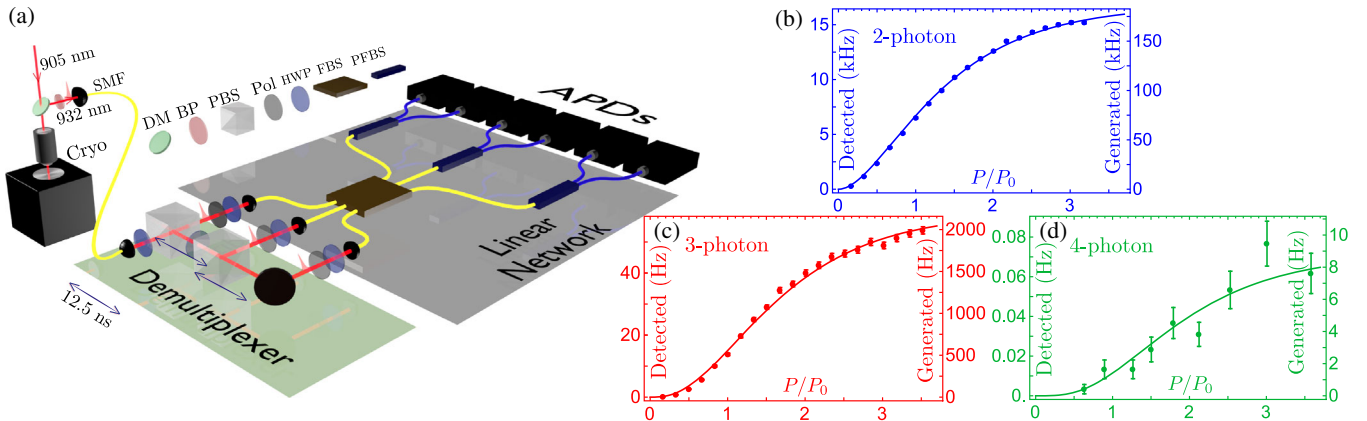 (a)
905 nm
SMF
932 nm
Cryo
DM BP PBS Pol HWP FBS PFBS
APDs
Linear
Network
Demultiplexer
12.5 ns
(b)
2-photon
Detected (kHz)
Generated (kHz)
P/P₀
15
10
5
0
150
100
50
0
0 1 2 3
(c)
3-photon
Detected (Hz)
Generated (Hz)
P/P₀
40
20
0
2000
1500
1000
500
0
0 1 2 3
(d)
4-photon
Detected (Hz)
Generated (Hz)
P/P₀
0.08
0.06
0.04
0.02
0.
10
8
6
4
2
0
0 1 2 3